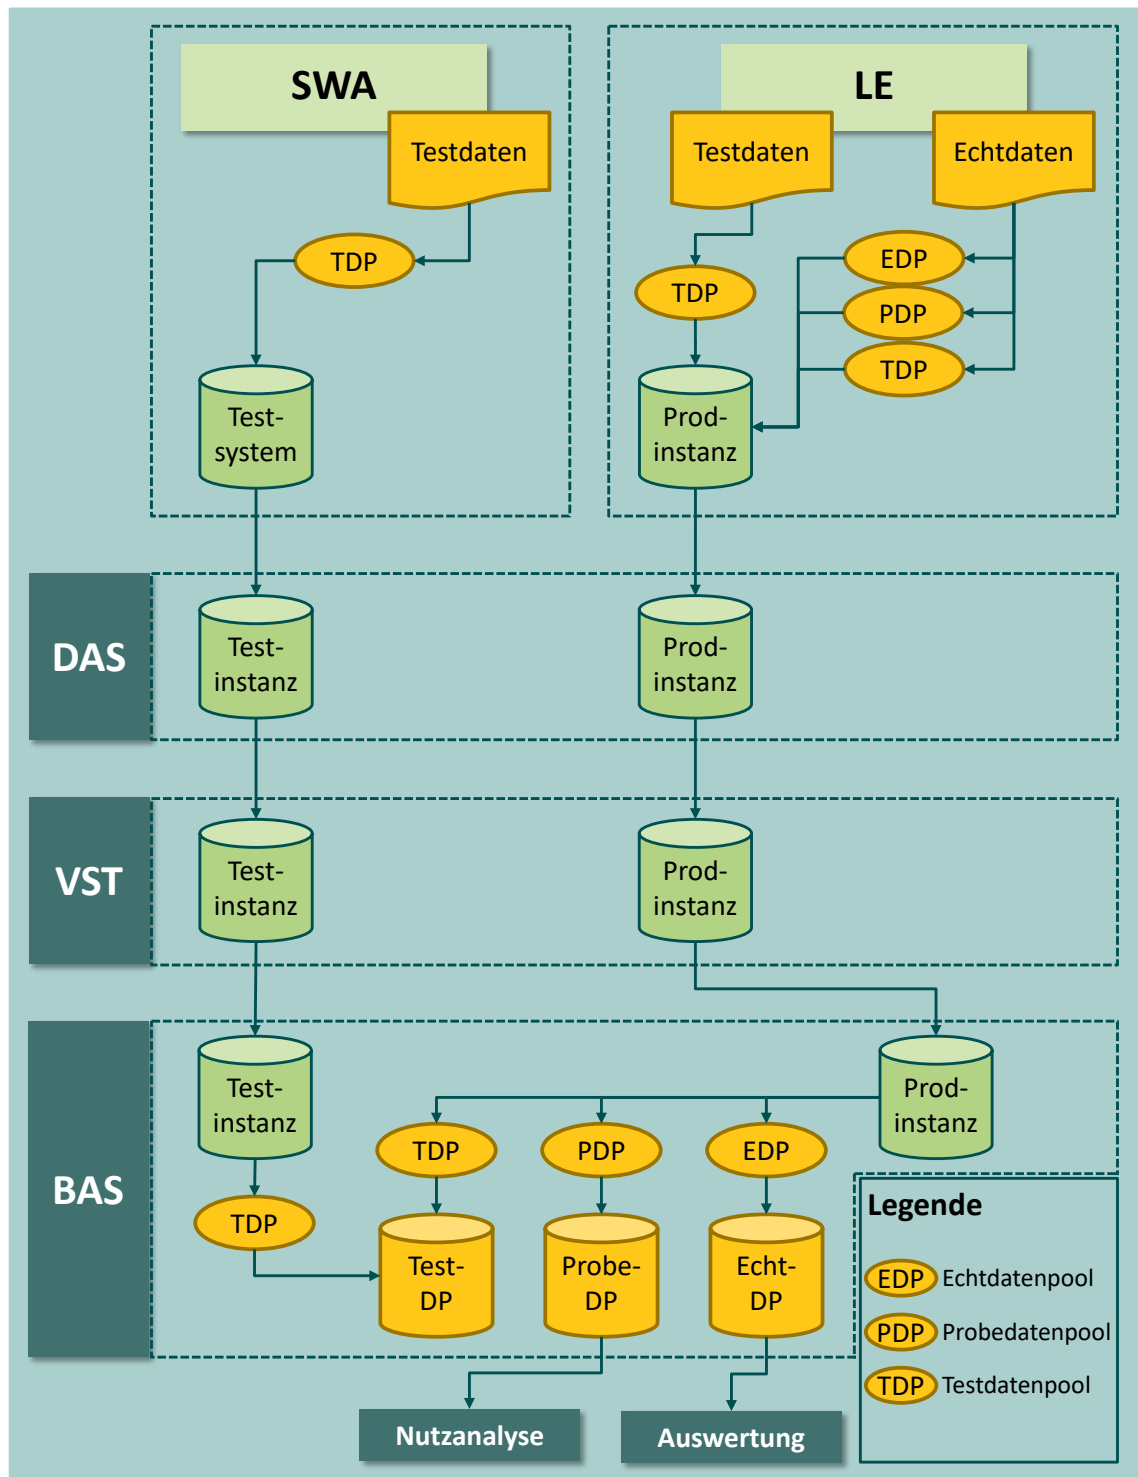 SWA
LE
Testdaten
Testdaten
Echtdaten
TDP
TDP
EDP
PDP
TDP
Test-
system
Prod-
instanz
DAS
Test-
instanz
Prod-
instanz
VST
Test-
instanz
Prod-
instanz
BAS
Test-
instanz
Prod-
instanz
TDP
PDP
EDP
TDP
Test-
DP
Probe-
DP
Echt-
DP
Legende
EDP Echtdatenpool
PDP Probedatenpool
TDP Testdatenpool
Nutzanalyse
Auswertung